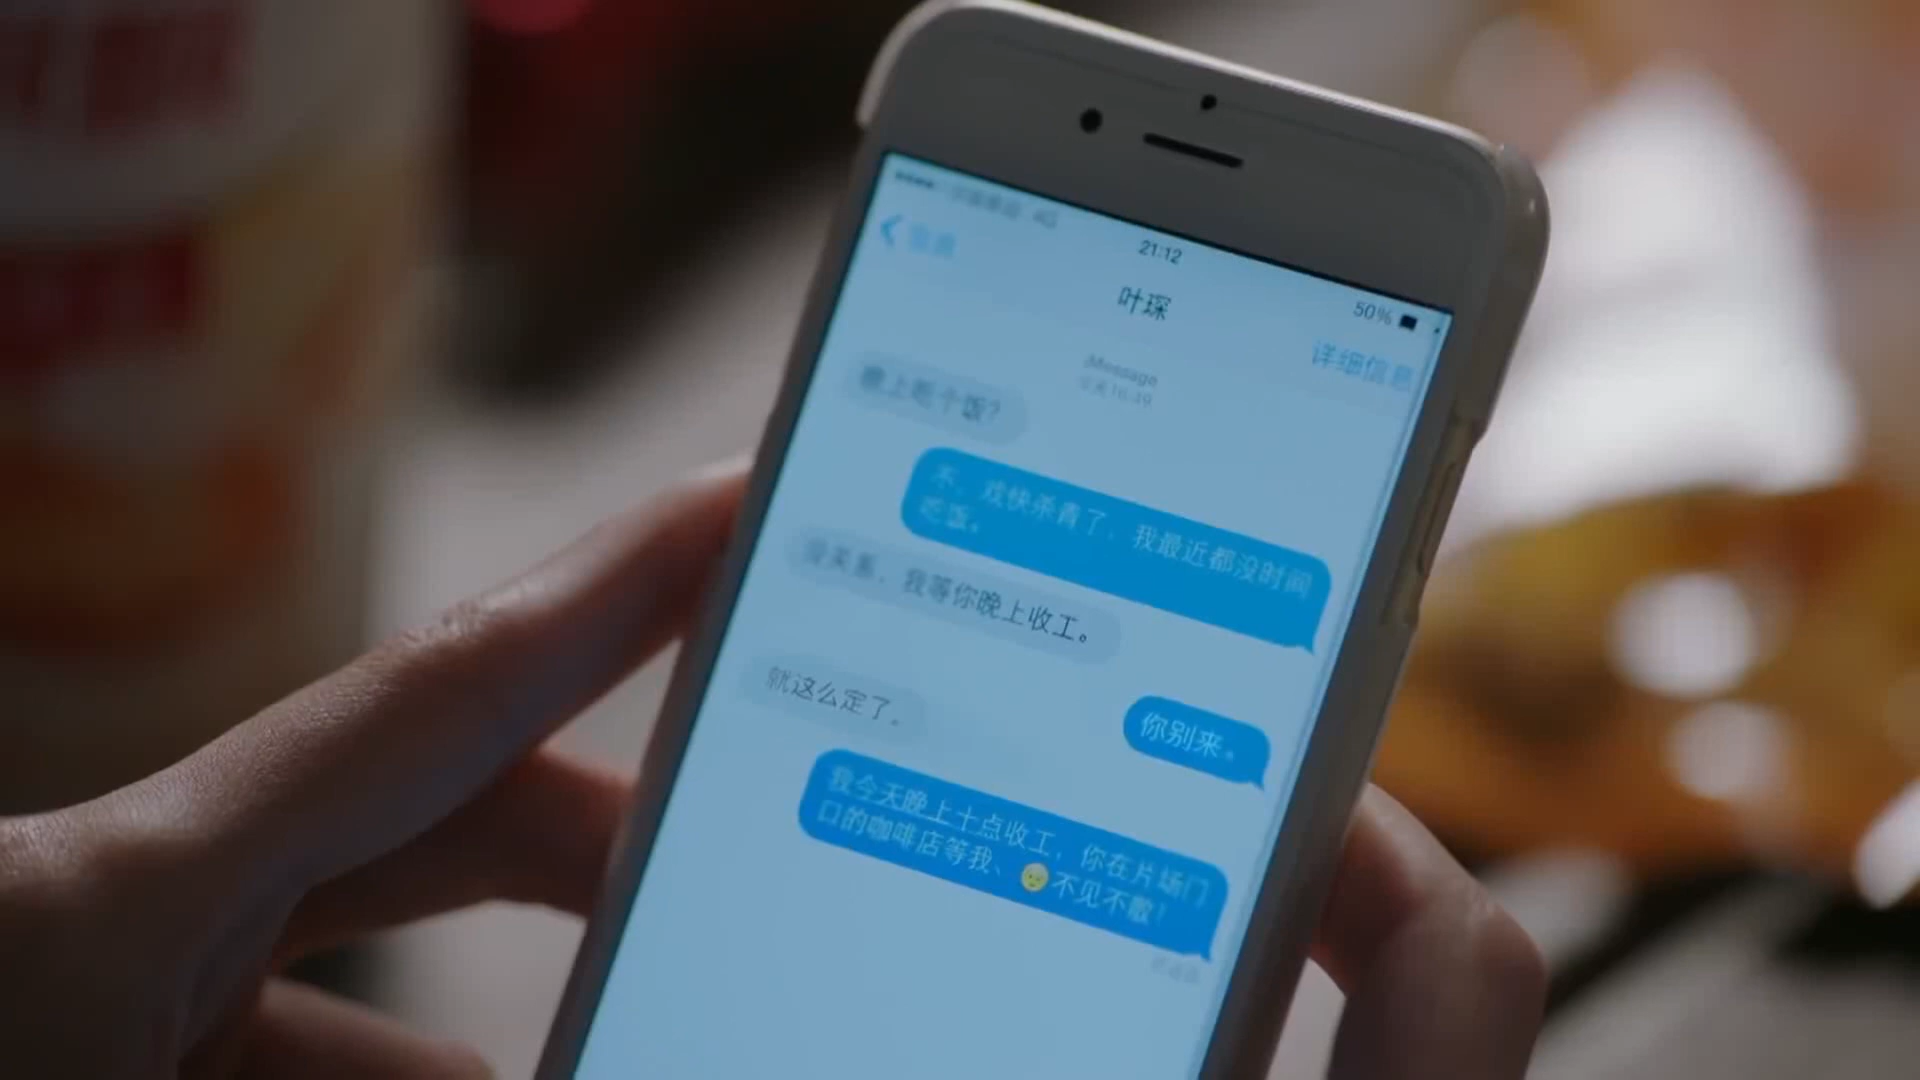 4G
21:12
50%
叶琛
详细信息
iMessage
晚上吃个饭？
不，戏快杀青了，我最近都没时间
吃饭。
没关系，我等你晚上收工。
你别来。
就这么定了。
我今天晚上十点收工，你在片场门
口的咖啡店等我、😉不见不散！